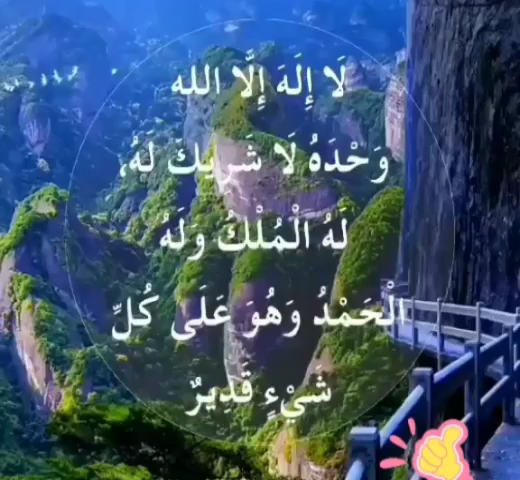 لَا إِلَهَ إِلَّا الله
وَحْدَهُ لَا شَرِيكَ لَهُ،
لَهُ الْمُلْكُ وَلَهُ
الْحَمْدُ وَهُوَ عَلَى كُلِّ
شَيْءٍ قَدِيرٌ